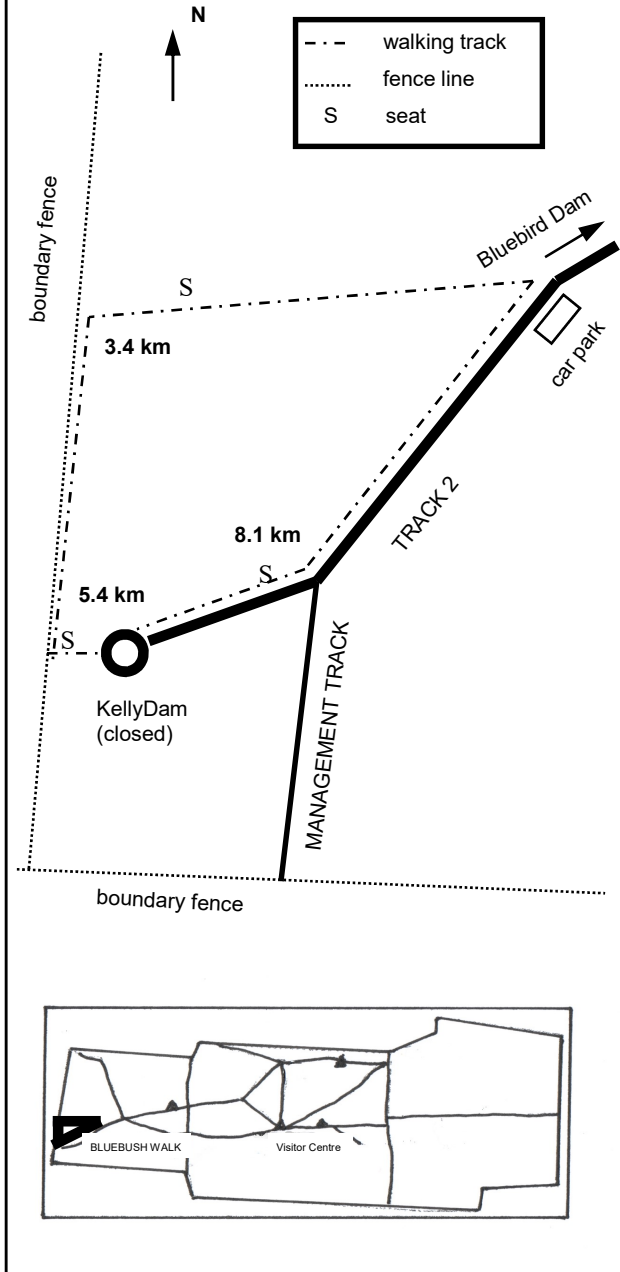 N
walking track
fence line
S seat
boundary fence
Bluebird Dam
S
3.4 km
car park
TRACK 2
8.1 km
S
5.4 km
S
KellyDam
(closed)
MANAGEMENT TRACK
boundary fence
BLUEBUSH WALK
Visitor Centre